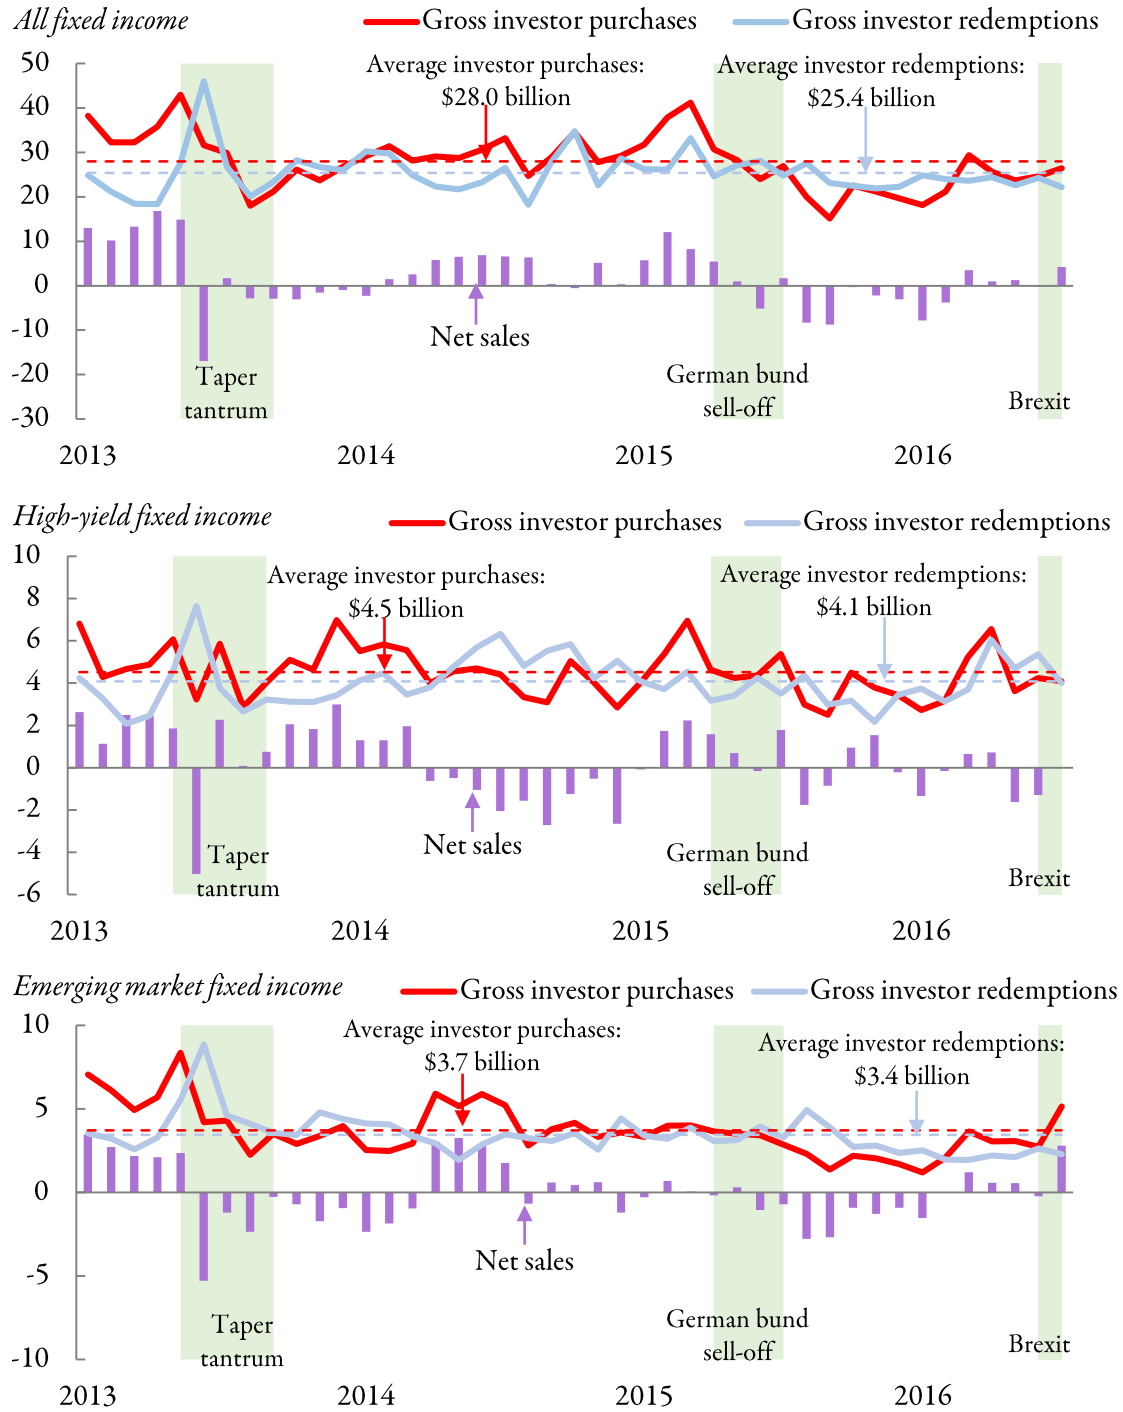 All fixed income
Gross investor purchases
Gross investor redemptions
50
40
30
20
10
0
-10
-20
-30
Average investor purchases:
$28.0 billion
Average investor redemptions:
$25.4 billion
Net sales
Taper
tantrum
German bund
sell-off
Brexit
2013
2014
2015
2016
High-yield fixed income
Gross investor purchases
Gross investor redemptions
10
8
6
4
2
0
-2
-4
-6
Average investor purchases:
$4.5 billion
Average investor redemptions:
$4.1 billion
Net sales
Taper
tantrum
German bund
sell-off
Brexit
2013
2014
2015
2016
Emerging market fixed income
Gross investor purchases
Gross investor redemptions
10
5
0
-5
-10
Average investor purchases:
$3.7 billion
Average investor redemptions:
$3.4 billion
Net sales
Taper
tantrum
German bund
sell-off
Brexit
2013
2014
2015
2016